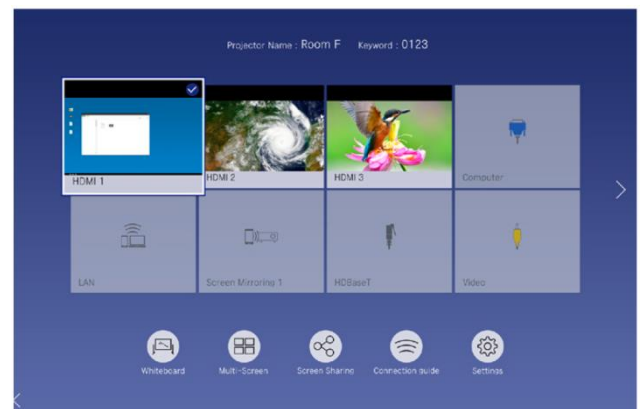 Projector Name : Room F Keyword : 0123
HDMI 1
HDMI 2
HDMI 3
Computer
LAN
Screen Mirroring 1
HDBaseT
Video
Whiteboard
Multi-Screen
Screen Sharing
Connection guide
Settings